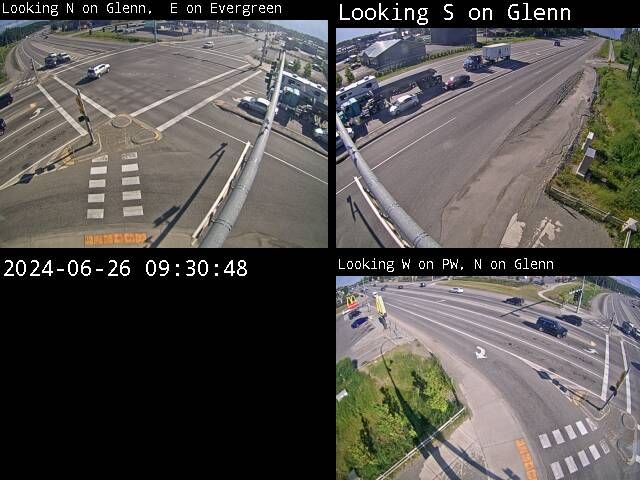 Looking N on Glenn, E on Evergreen
Looking S on Glenn
2024-06-26 09:30:48
Looking W on PW, N on Glenn